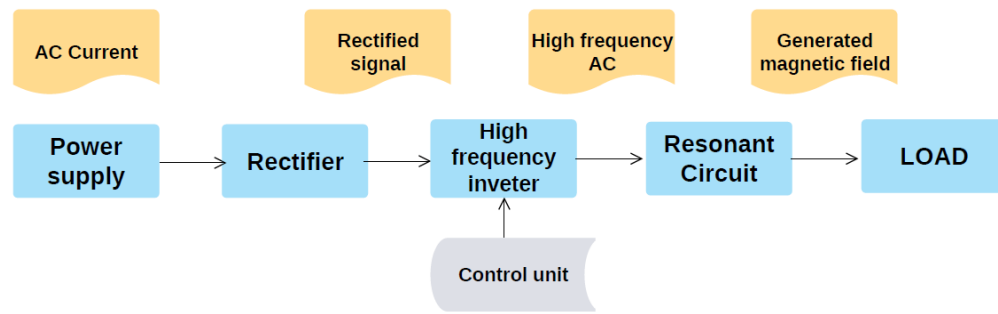 AC Current
Rectified
signal
High frequency
AC
Generated
magnetic field
Power
supply
Rectifier
High
frequency
inveter
Resonant
Circuit
LOAD
Control unit